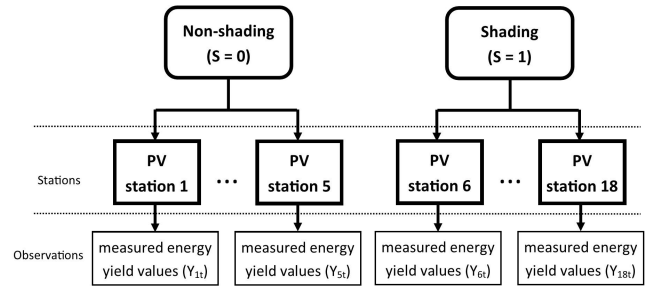 Non-shading
(S = 0)
Shading
(S = 1)
Stations
PV
station 1
...
PV
station 5
PV
station 6
...
PV
station 18
Observations
measured energy
yield values (Y1t)
measured energy
yield values (Y5t)
measured energy
yield values (Y6t)
measured energy
yield values (Y18t)